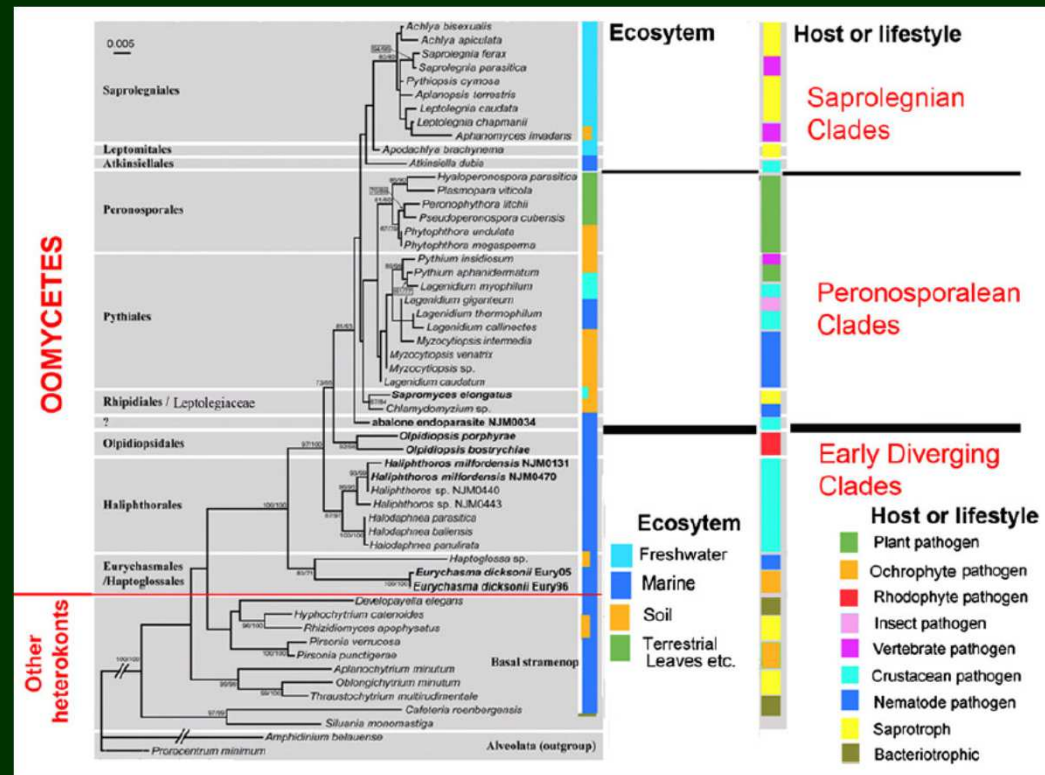 0.005
Ecosytem
Host or lifestyle
OOMYCETES
Other heterokonts
Saprolegniales
Leptomitales
Atkinsiellales
Peronosporales
Pythiales
Rhipidiales / Leptolegiaceae
?
Olpidiopsidales
Haliphthorales
Eurychasmales
/Haptoglossales
Basal stramenop
Alveolata (outgroup)
Achlya bisexualis
Achlya apiculata
Saprolegnia ferax
Saprolegnia parasitica
Pythiopsis cymosa
Aplanopsis terrestris
Leptolegnia caudata
Leptolegnia chapmanii
Aphanomyces invadans
Apodachlya brachynema
Atkinsiella dubia
Hyaloperonospora parasitica
Plasmopara viticola
Peronophythora litchii
Pseudoperonospora cubensis
Phytophthora undulata
Phytophthora megasperma
Pythium insidiosum
Pythium aphanidermatum
Lagenidium myophilum
Lagenidium giganteum
Lagenidium thermophilum
Lagenidium callinectes
Myzocytiopsis intermedia
Myzocytiopsis venatrix
Myzocytiopsis sp.
Lagenidium caudatum
Sapromyces elongatus
Chlamydomyzium sp.
abalone endoparasite NJM0034
Olpidiopsis porphyrae
Olpidiopsis bostrychiae
Haliphthoros milfordensis NJM0131
Haliphthoros milfordensis NJM0470
Haliphthoros sp. NJM0440
Haliphthoros sp. NJM0443
Halodaphnea parasitica
Halodaphnea baliensis
Halodaphnea panulirata
Haptoglossa sp.
Eurychasma dicksonii Eury05
Eurychasma dicksonii Eury96
Developayella elegans
Hyphochytrium catenoides
Rhizidiomyces apophysatus
Pirsonia verrucosa
Pirsonia punctigerae
Aplanochytrium minutum
Oblongichytrium minutum
Thraustochytrium multirudimentale
Cafeteria roenbergensis
Siluania monomastiga
Amphidinium belauense
Prorocentrum minimum
Saprolegnian
Clades
Peronosporalean
Clades
Early Diverging
Clades
Ecosytem
Freshwater
Marine
Soil
Terrestrial
Leaves etc.
Host or lifestyle
Plant pathogen
Ochrophyte pathogen
Rhodophyte pathogen
Insect pathogen
Vertebrate pathogen
Crustacean pathogen
Nematode pathogen
Saprotroph
Bacteriotrophic